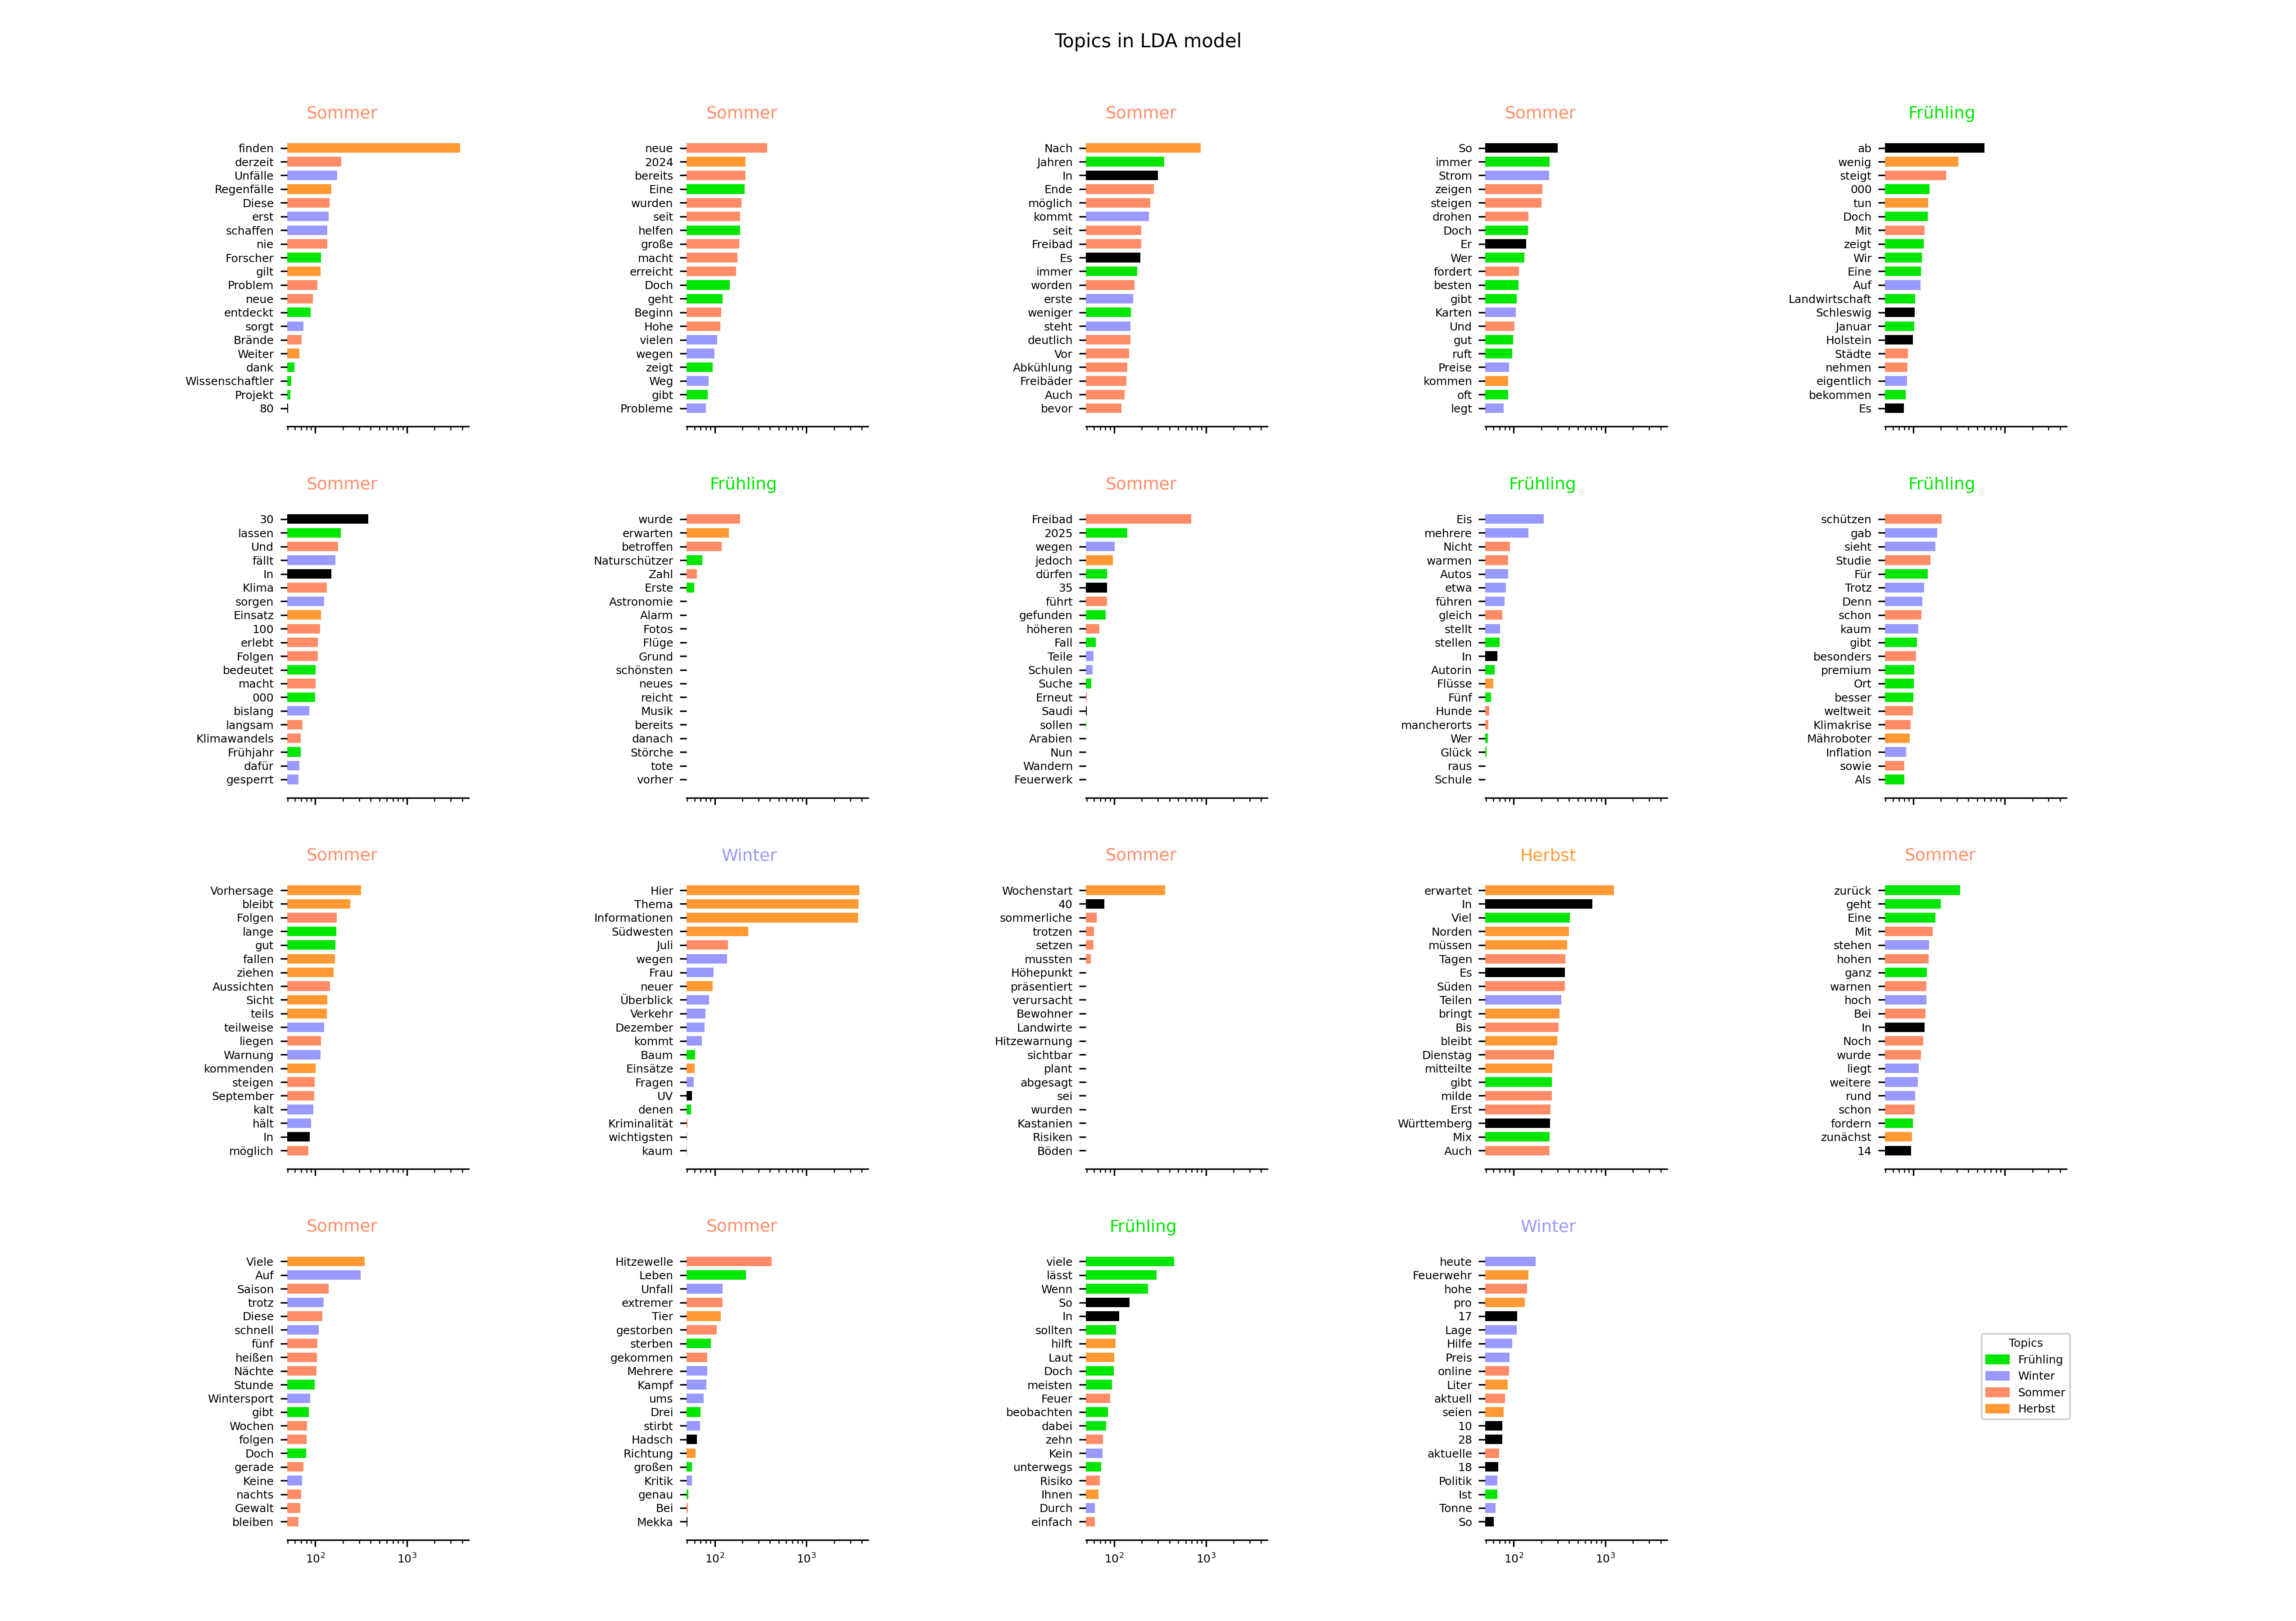 Topics in LDA model
Sommer
finden
derzeit
Unfälle
Regenfälle
Diese
erst
schaffen
nie
Forscher
gilt
Problem
neue
entdeckt
sorgt
Brände
Weiter
dank
Wissenschaftler
Projekt
80
Sommer
neue
2024
bereits
Eine
wurden
seit
helfen
große
macht
erreicht
Doch
geht
Beginn
Hohe
vielen
wegen
zeigt
Weg
gibt
Probleme
Sommer
Nach
Jahren
In
Ende
möglich
kommt
seit
Freibad
Es
immer
worden
erste
weniger
steht
deutlich
Vor
Abkühlung
Freibäder
Auch
bevor
Sommer
So
immer
Strom
zeigen
steigen
drohen
Doch
Er
Wer
fordert
besten
gibt
Karten
Und
gut
ruft
Preise
kommen
oft
legt
Frühling
ab
wenig
steigt
000
tun
Doch
Mit
zeigt
Wir
Eine
Auf
Landwirtschaft
Schleswig
Januar
Holstein
Städte
nehmen
eigentlich
bekommen
Es
Sommer
30
lassen
Und
fällt
In
Klima
sorgen
Einsatz
100
erlebt
Folgen
bedeutet
macht
000
bislang
langsam
Klimawandels
Frühjahr
dafür
gesperrt
Frühling
wurde
erwarten
betroffen
Naturschützer
Zahl
Erste
Astronomie
Alarm
Fotos
Flüge
Grund
schönsten
neues
reicht
Musik
bereits
danach
Störche
tote
vorher
Sommer
Freibad
2025
wegen
jedoch
dürfen
35
führt
gefunden
höheren
Fall
Teile
Schulen
Suche
Erneut
Saudi
sollen
Arabien
Nun
Wandern
Feuerwerk
Frühling
Eis
mehrere
Nicht
warmen
Autos
etwa
führen
gleich
stellt
stellen
In
Autorin
Flüsse
Fünf
Hunde
mancherorts
Wer
Glück
raus
Schule
Frühling
schützen
gab
sieht
Studie
Für
Trotz
Denn
schon
kaum
gibt
besonders
premium
Ort
besser
weltweit
Klimakrise
Mähroboter
Inflation
sowie
Als
Sommer
Vorhersage
bleibt
Folgen
lange
gut
fallen
ziehen
Aussichten
Sicht
teils
teilweise
liegen
Warnung
kommenden
steigen
September
kalt
hält
In
möglich
Winter
Hier
Thema
Informationen
Südwesten
Juli
wegen
Frau
neuer
Überblick
Verkehr
Dezember
kommt
Baum
Einsätze
Fragen
UV
denen
Kriminalität
wichtigsten
kaum
Sommer
Wochenstart
40
sommerliche
trotzen
setzen
mussten
Höhepunkt
präsentiert
verursacht
Bewohner
Landwirte
Hitzewarnung
sichtbar
plant
abgesagt
sei
wurden
Kastanien
Risiken
Böden
Herbst
erwartet
In
Viel
Norden
müssen
Tagen
Es
Süden
Teilen
bringt
Bis
bleibt
Dienstag
mitteilte
gibt
milde
Erst
Württemberg
Mix
Auch
Sommer
zurück
geht
Eine
Mit
stehen
hohen
ganz
warnen
hoch
Bei
In
Noch
wurde
liegt
weitere
rund
schon
fordern
zunächst
14
Sommer
Viele
Auf
Saison
trotz
Diese
schnell
fünf
heißen
Nächte
Stunde
Wintersport
gibt
Wochen
folgen
Doch
gerade
Keine
nachts
Gewalt
bleiben
10² 10³
Sommer
Hitzewelle
Leben
Unfall
extremer
Tier
gestorben
sterben
gekommen
Mehrere
Kampf
ums
Drei
stirbt
Hadsch
Richtung
großen
Kritik
genau
Bei
Mekka
10² 10³
Frühling
viele
lässt
Wenn
So
In
sollten
hilft
Laut
Doch
meisten
Feuer
beobachten
dabei
zehn
Kein
unterwegs
Risiko
Ihnen
Durch
einfach
10² 10³
Winter
heute
Feuerwehr
hohe
pro
17
Lage
Hilfe
Preis
online
Liter
aktuell
seien
10
28
aktuelle
18
Politik
Ist
Tonne
So
10² 10³
Topics
Frühling
Winter
Sommer
Herbst